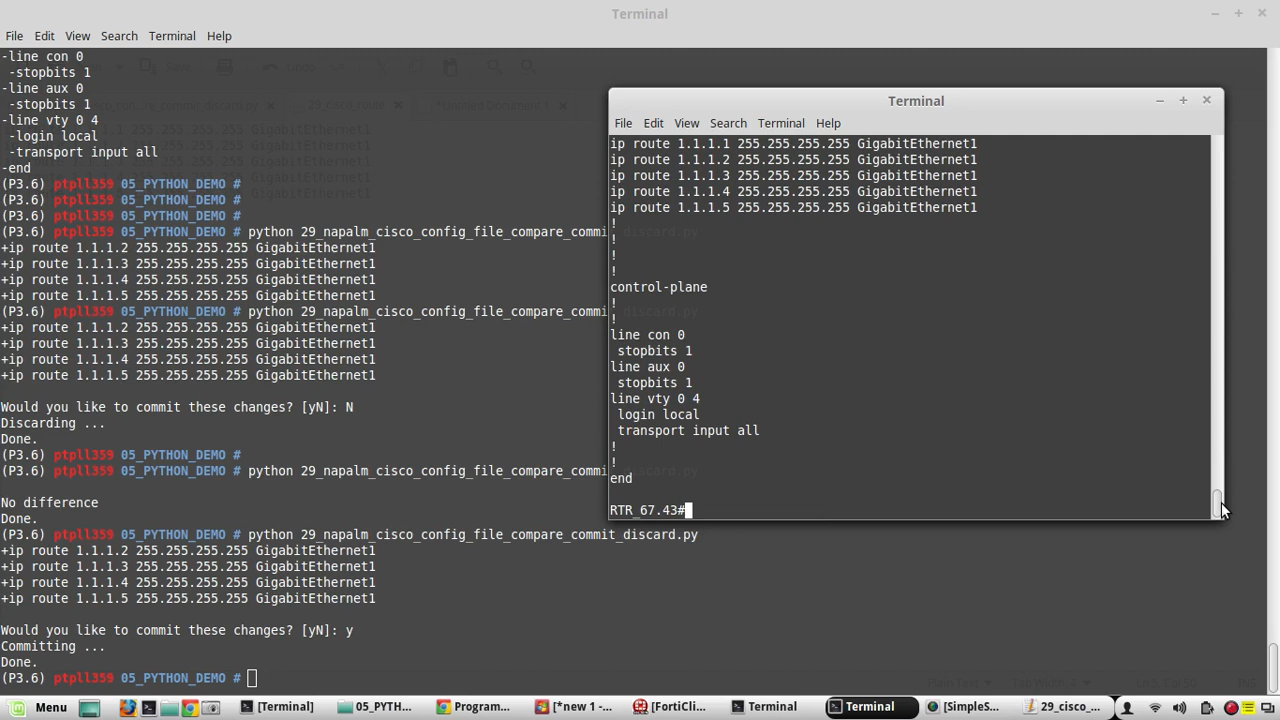 Terminal
File Edit View Search Terminal Help
-line con 0
-stopbits 1
-line aux 0
-stopbits 1
-line vty 0 4
-login local
-transport input all
-end
(P3.6) ptpll359 05_PYTHON_DEMO #
(P3.6) ptpll359 05_PYTHON_DEMO #
(P3.6) ptpll359 05_PYTHON_DEMO #
(P3.6) ptpll359 05_PYTHON_DEMO # python 29_napalm_cisco_config_file_compare_commit_discard.py
+ip route 1.1.1.2 255.255.255.255 GigabitEthernet1
+ip route 1.1.1.3 255.255.255.255 GigabitEthernet1
+ip route 1.1.1.4 255.255.255.255 GigabitEthernet1
+ip route 1.1.1.5 255.255.255.255 GigabitEthernet1
(P3.6) ptpll359 05_PYTHON_DEMO # python 29_napalm_cisco_config_file_compare_commit_discard.py
+ip route 1.1.1.2 255.255.255.255 GigabitEthernet1
+ip route 1.1.1.3 255.255.255.255 GigabitEthernet1
+ip route 1.1.1.4 255.255.255.255 GigabitEthernet1
+ip route 1.1.1.5 255.255.255.255 GigabitEthernet1
Would you like to commit these changes? [yN]: N
Discarding ...
Done.
(P3.6) ptpll359 05_PYTHON_DEMO #
(P3.6) ptpll359 05_PYTHON_DEMO # python 29_napalm_cisco_config_file_compare_commit_discard.py
No difference
Done.
(P3.6) ptpll359 05_PYTHON_DEMO # python 29_napalm_cisco_config_file_compare_commit_discard.py
+ip route 1.1.1.2 255.255.255.255 GigabitEthernet1
+ip route 1.1.1.3 255.255.255.255 GigabitEthernet1
+ip route 1.1.1.4 255.255.255.255 GigabitEthernet1
+ip route 1.1.1.5 255.255.255.255 GigabitEthernet1
Would you like to commit these changes? [yN]: y
Committing ...
Done.
(P3.6) ptpll359 05_PYTHON_DEMO #
Terminal
File Edit View Search Terminal Help
ip route 1.1.1.1 255.255.255.255 GigabitEthernet1
ip route 1.1.1.2 255.255.255.255 GigabitEthernet1
ip route 1.1.1.3 255.255.255.255 GigabitEthernet1
ip route 1.1.1.4 255.255.255.255 GigabitEthernet1
ip route 1.1.1.5 255.255.255.255 GigabitEthernet1
!
!
!
!
control-plane
!
!
line con 0
stopbits 1
line aux 0
stopbits 1
line vty 0 4
login local
transport input all
!
!
end
RTR_67.43#
Menu [Terminal] 05_PYTH... Program... [*new 1 -... [FortiCli... Terminal Terminal [SimpleS... 29_cisco_...